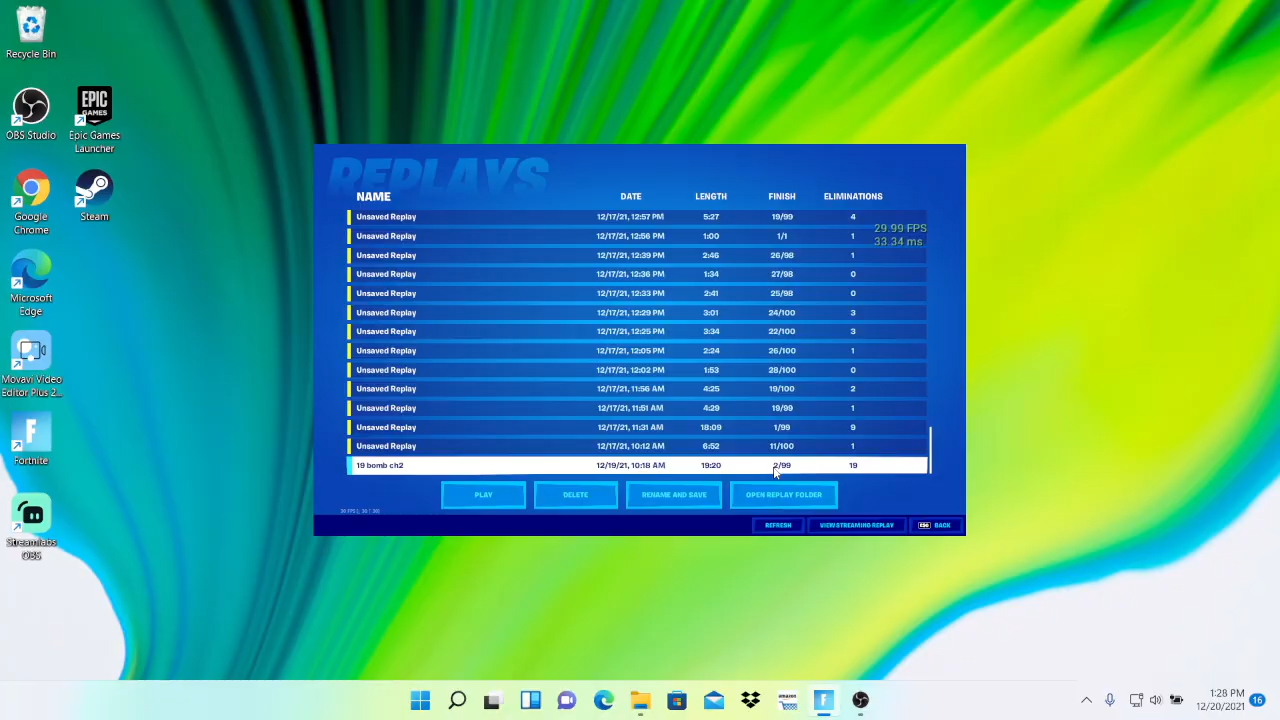 Recycle Bin
OBS Studio
EPIC
GAMES
Epic Games
Launcher
Google
Chrome
Steam
Microsoft
Edge
Movavi Video
Editor Plus 2...
F
Fortnite
Streamlabs
OBS
REPLAYS
NAME DATE LENGTH FINISH ELIMINATIONS
Unsaved Replay 12/17/21, 12:57 PM 5:27 19/99 4
29.99 FPS
Unsaved Replay 12/17/21, 12:56 PM 1:00 1/1 1
33.34 ms
Unsaved Replay 12/17/21, 12:39 PM 2:46 26/98 1
Unsaved Replay 12/17/21, 12:36 PM 1:34 27/98 0
Unsaved Replay 12/17/21, 12:33 PM 2:41 25/98 0
Unsaved Replay 12/17/21, 12:29 PM 3:01 24/100 3
Unsaved Replay 12/17/21, 12:25 PM 3:34 22/100 3
Unsaved Replay 12/17/21, 12:05 PM 2:24 26/100 1
Unsaved Replay 12/17/21, 12:02 PM 1:53 28/100 0
Unsaved Replay 12/17/21, 11:56 AM 4:25 19/100 2
Unsaved Replay 12/17/21, 11:51 AM 4:29 19/99 1
Unsaved Replay 12/17/21, 11:31 AM 18:09 1/99 9
Unsaved Replay 12/17/21, 10:12 AM 6:52 11/100 1
19 bomb ch2 12/19/21, 10:18 AM 19:20 2/99 19
PLAY DELETE RENAME AND SAVE OPEN REPLAY FOLDER
REFRESH VIEW STREAMING REPLAY ESC BACK
amazon
F
1:25 PM
12/20/2021
16